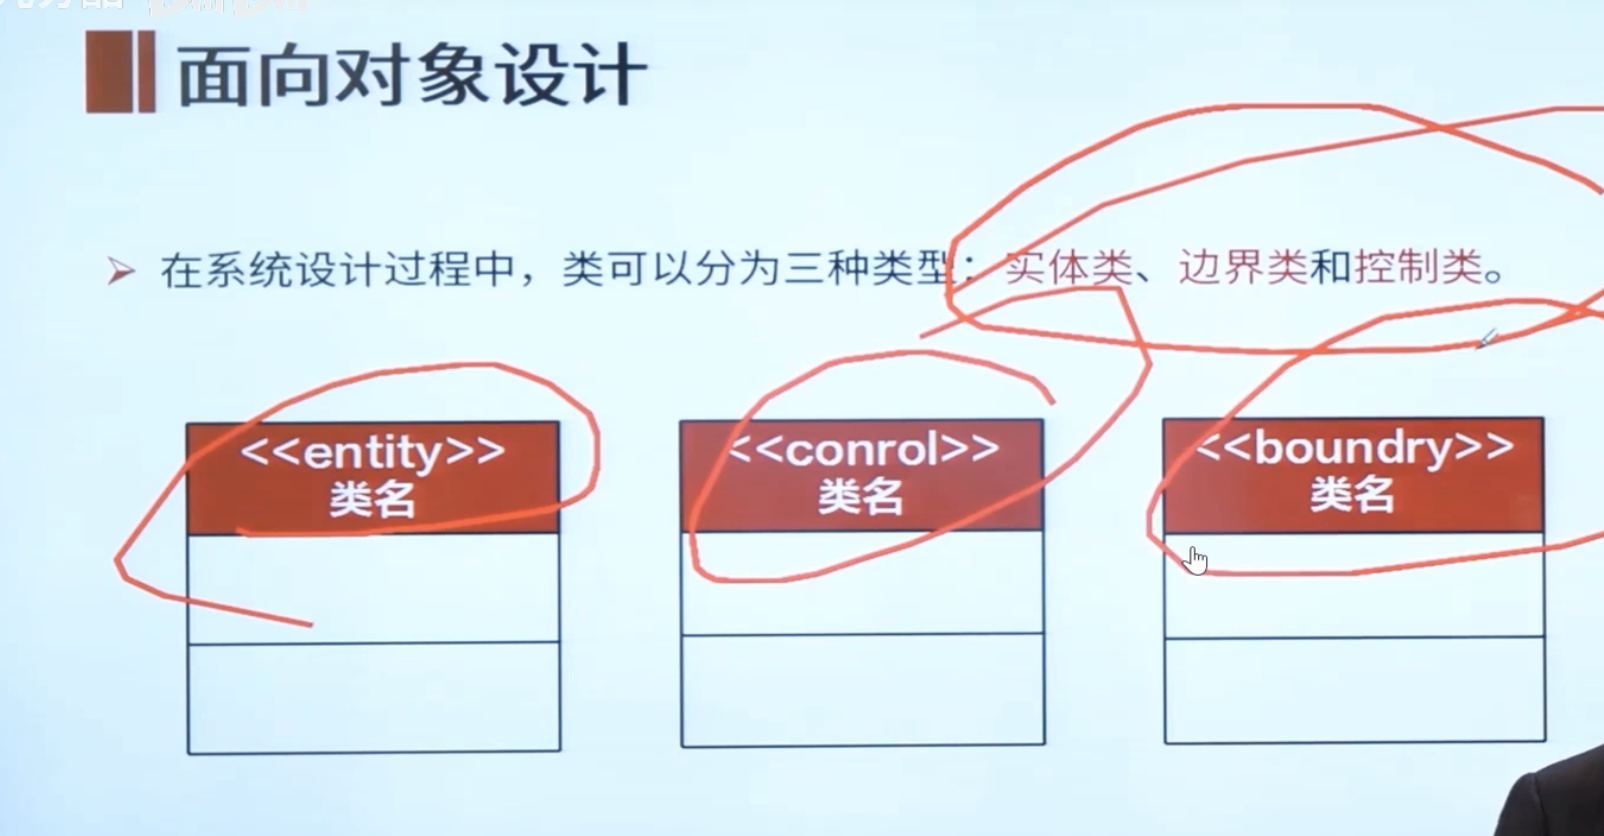 面向对象设计
➢ 在系统设计过程中，类可以分为三种类型：实体类、边界类和控制类。
<<entity>>
类名
<<conrol>>
类名
<<boundry>>
类名